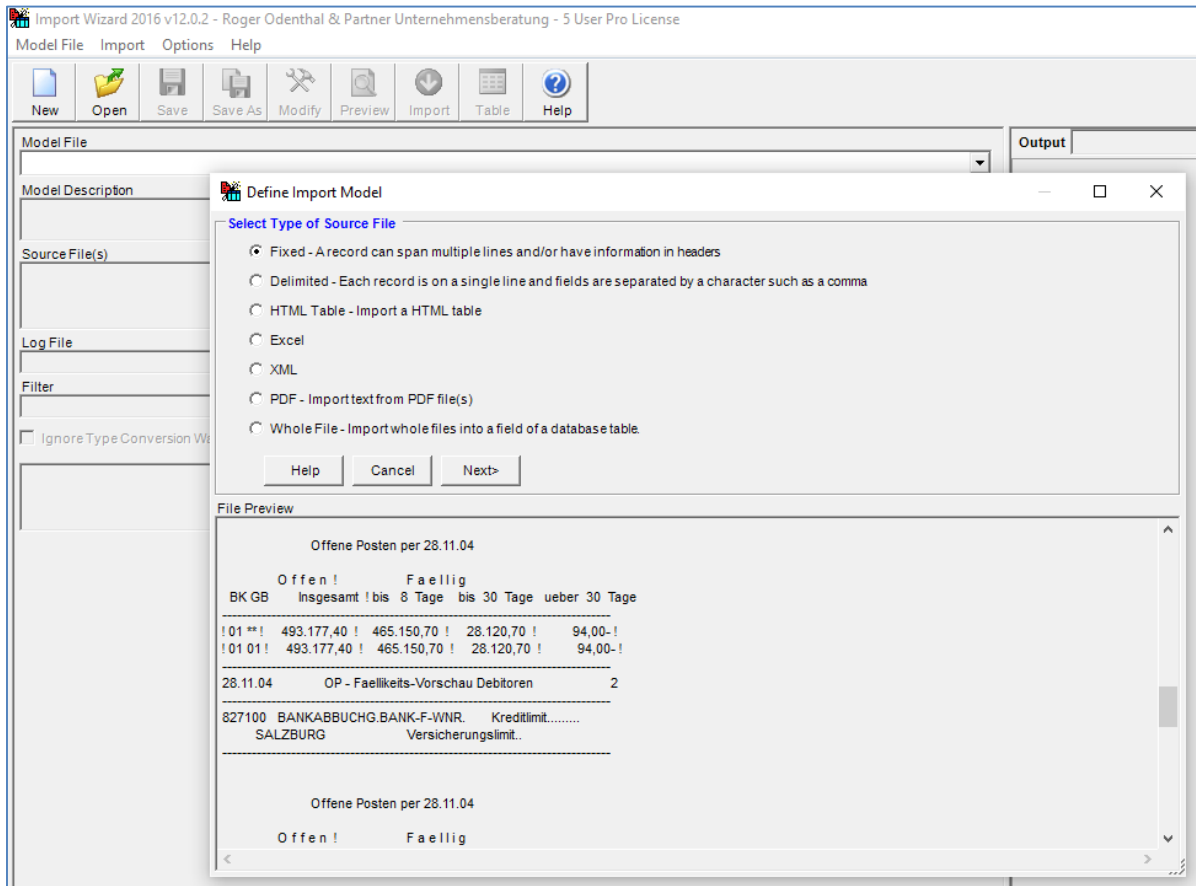 Import Wizard 2016 v12.0.2 - Roger Odenthal & Partner Unternehmensberatung - 5 User Pro License
Model File Import Options Help
New Open Save Save As Modify Preview Import Table Help
Model File
Output
Model Description
Source File(s)
Log File
Filter
Ignore Type Conversion
Define Import Model
Select Type of Source File
Fixed - A record can span multiple lines and/or have information in headers
Delimited - Each record is on a single line and fields are separated by a character such as a comma
HTML Table - Import a HTML table
Excel
XML
PDF - Import text from PDF file(s)
Whole File - Import whole files into a field of a database table.
Help Cancel Next>
File Preview
Offene Posten per 28.11.04
O f f e n ! F a e l l i g
BK GB Insgesamt ! bis 8 Tage bis 30 Tage ueber 30 Tage
! 01 ** ! 493.177,40 ! 465.150,70 ! 28.120,70 ! 94,00- !
! 01 01 ! 493.177,40 ! 465.150,70 ! 28.120,70 ! 94,00- !
28.11.04 OP - Faellikeits-Vorschau Debitoren 2
827100 BANKABBUCHG.BANK-F-WNR. Kreditlimit.........
SALZBURG Versicherungslimit..
Offene Posten per 28.11.04
O f f e n ! F a e l l i g